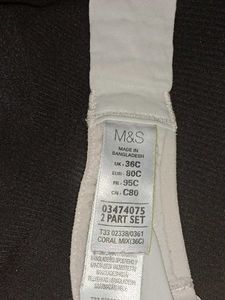 M&S
MADE IN
BANGLADESH
UK - 36C
EUR - 80C
FR - 95C
CN - C80
03474075
2 PART SET
T33 02338/0361
CORAL MIX(36C)